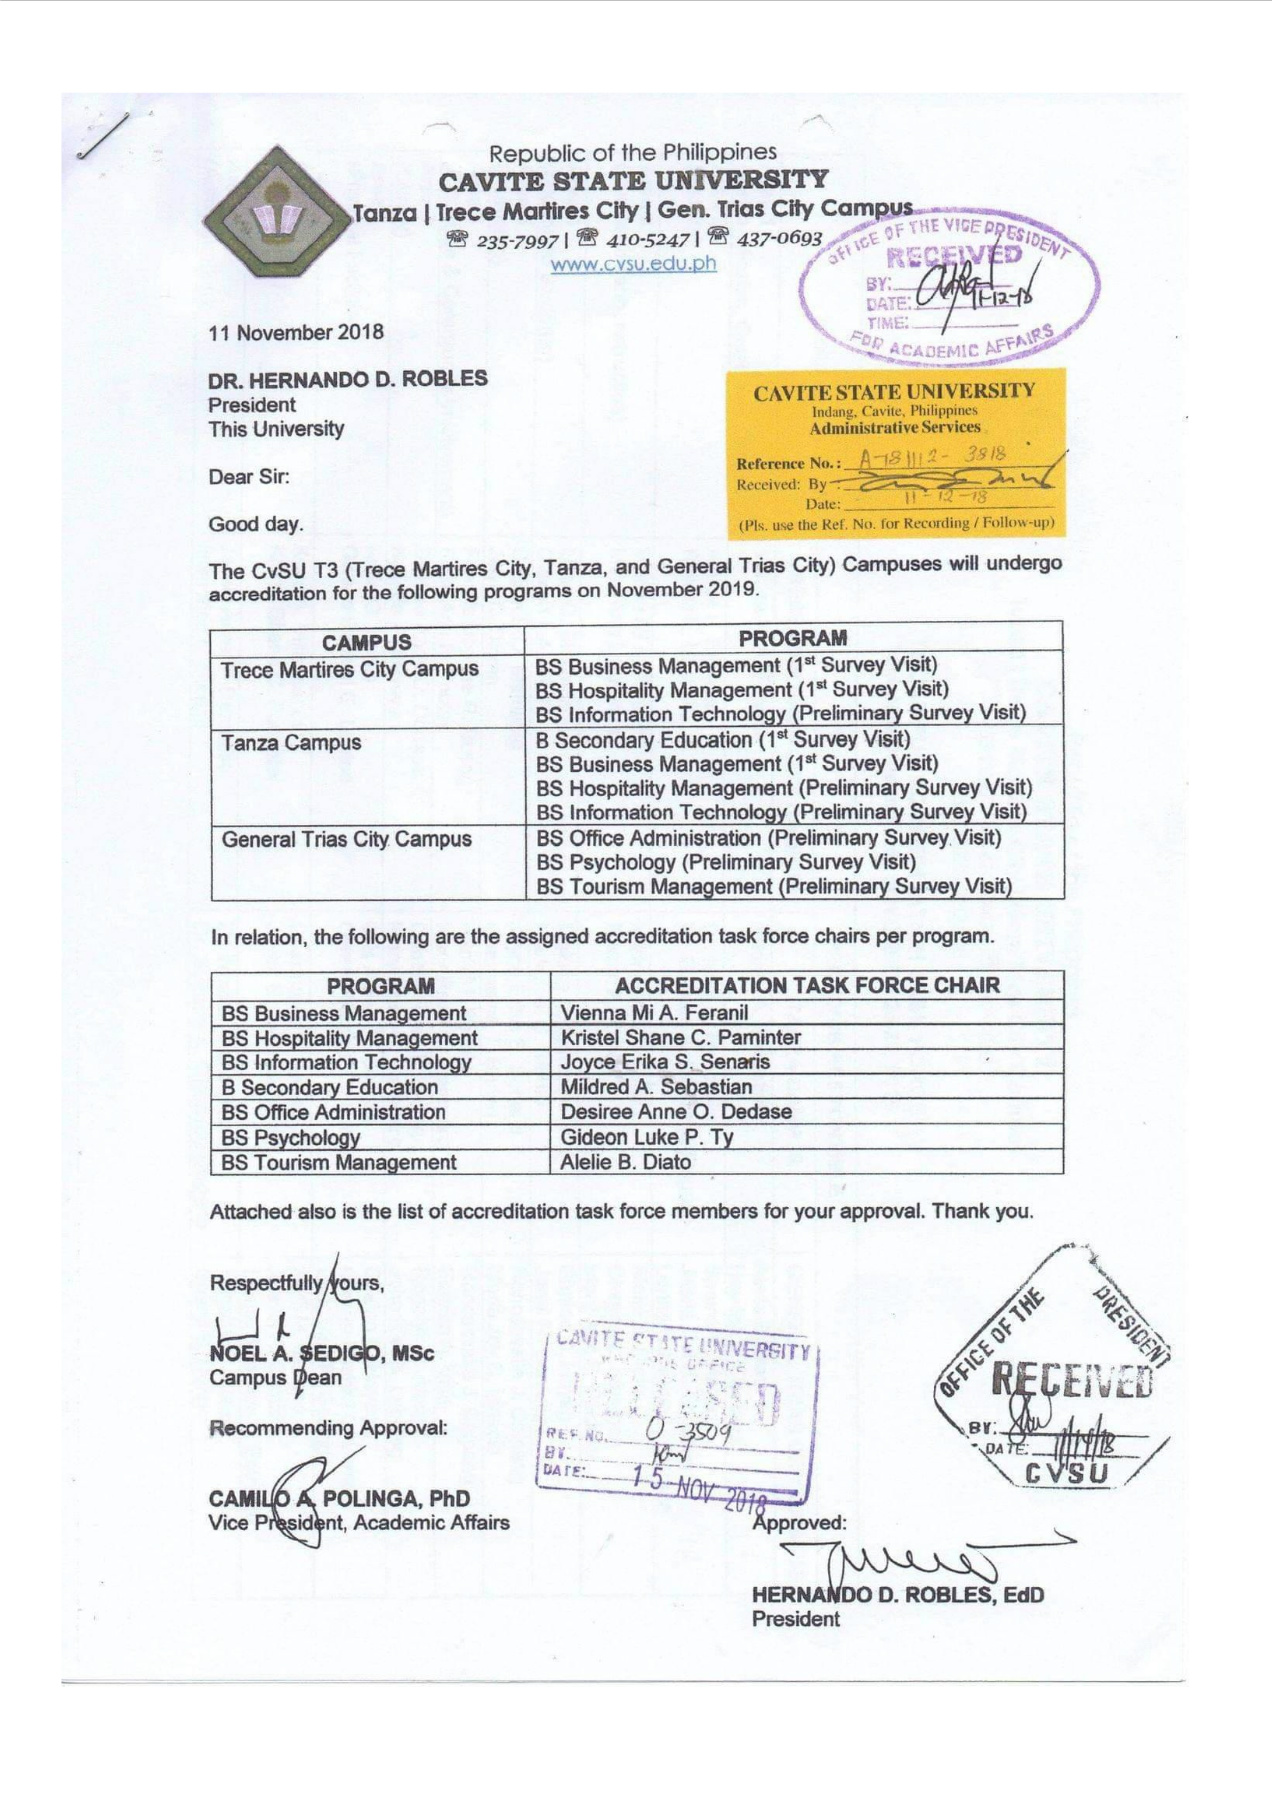 Republic of the Philippines
CAVITE STATE UNIVERSITY
Tanza | Trece Martires City | Gen. Trias City Campus
☏ 235-7997 | ☏ 410-5247 | ☏ 437-0693
www.cvsu.edu.ph
OFFICE OF THE VICE PRESIDENT
RECEIVED
BY:
DATE: 11-12-18
TIME:
FOR ACADEMIC AFFAIRS
11 November 2018
DR. HERNANDO D. ROBLES
President
This University
CAVITE STATE UNIVERSITY
Indang, Cavite, Philippines
Administrative Services
Reference No.: A-181112-3818
Received: By:
Date: 11-12-18
(Pls. use the Ref. No. for Recording / Follow-up)
Dear Sir:
Good day.
The CvSU T3 (Trece Martires City, Tanza, and General Trias City) Campuses will undergo
accreditation for the following programs on November 2019.
CAMPUS PROGRAM
Trece Martires City Campus BS Business Management (1st Survey Visit)
BS Hospitality Management (1st Survey Visit)
BS Information Technology (Preliminary Survey Visit)
Tanza Campus B Secondary Education (1st Survey Visit)
BS Business Management (1st Survey Visit)
BS Hospitality Management (Preliminary Survey Visit)
BS Information Technology (Preliminary Survey Visit)
General Trias City Campus BS Office Administration (Preliminary Survey Visit)
BS Psychology (Preliminary Survey Visit)
BS Tourism Management (Preliminary Survey Visit)
In relation, the following are the assigned accreditation task force chairs per program.
PROGRAM ACCREDITATION TASK FORCE CHAIR
BS Business Management Vienna Mi A. Feranil
BS Hospitality Management Kristel Shane C. Paminter
BS Information Technology Joyce Erika S. Senaris
B Secondary Education Mildred A. Sebastian
BS Office Administration Desiree Anne O. Dedase
BS Psychology Gideon Luke P. Ty
BS Tourism Management Alelie B. Diato
Attached also is the list of accreditation task force members for your approval. Thank you.
Respectfully yours,
NOEL A. SEDIGO, MSc
Campus Dean
Recommending Approval:
CAMILO A. POLINGA, PhD
Vice President, Academic Affairs
CAVITE STATE UNIVERSITY
OFFICE
RELEASED
REF. NO. O-3509
BY.
DATE: 15 NOV 2018
OFFICE OF THE PRESIDENT
RECEIVED
BY:
DATE: 11/14/18
CVSU
Approved:
HERNANDO D. ROBLES, EdD
President